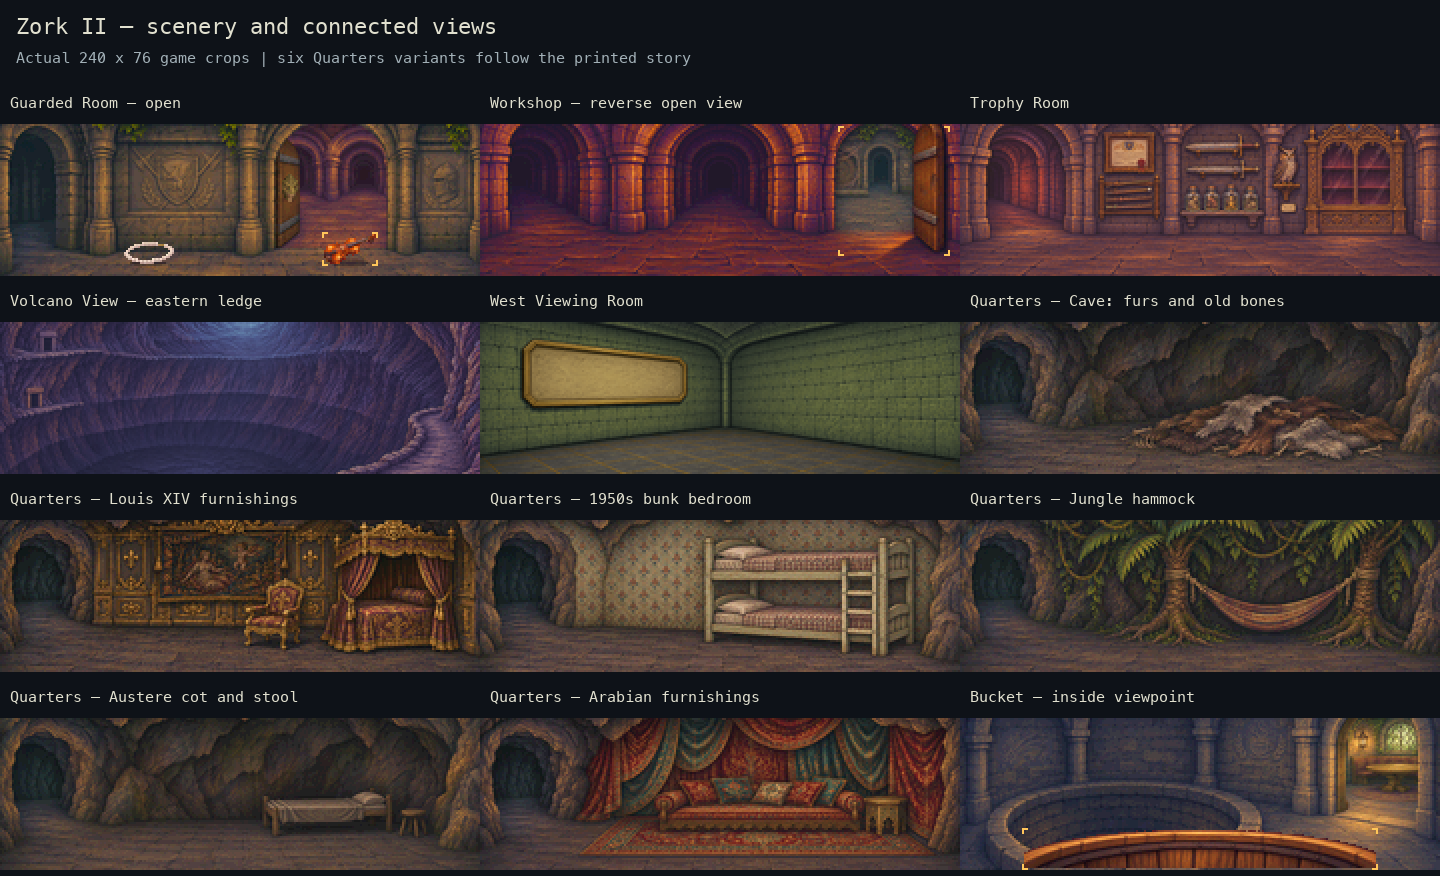 Zork II — scenery and connected views
Actual 240 x 76 game crops | six Quarters variants follow the printed story
Guarded Room — open
Workshop — reverse open view
Trophy Room
Volcano View — eastern ledge
West Viewing Room
Quarters — Cave: furs and old bones
Quarters — Louis XIV furnishings
Quarters — 1950s bunk bedroom
Quarters — Jungle hammock
Quarters — Austere cot and stool
Quarters — Arabian furnishings
Bucket — inside viewpoint